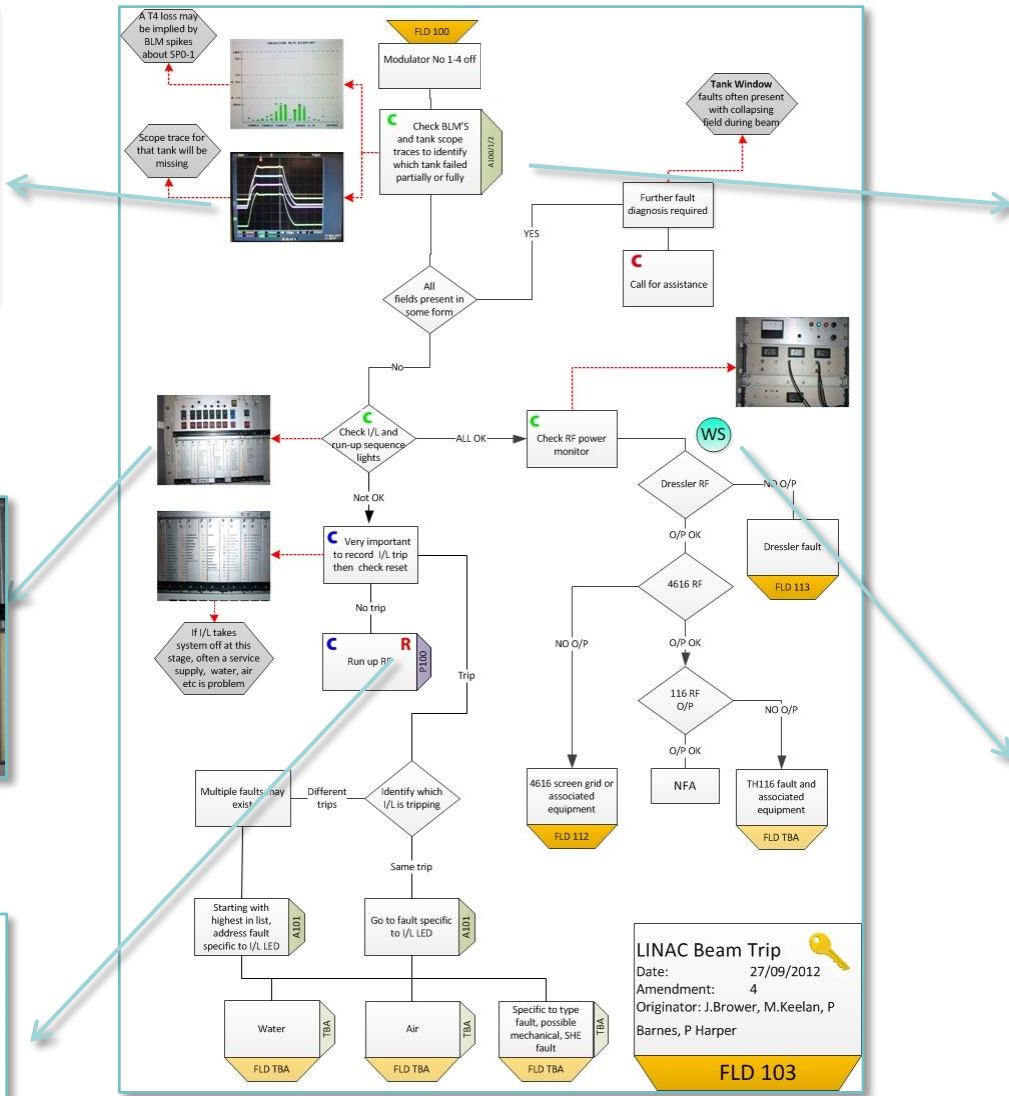 A T4 loss may
be implied by
BLM spikes
about SP0-1
FLD 100
Modulator No 1-4 off
C Check BLM'S
and tank scope
traces to identify
which tank failed
partially or fully
A100/1/2
Scope trace for
that tank will be
missing
Tank Window
faults often present
with collapsing
field during beam
Further fault
diagnosis required
YES
C
Call for assistance
All
fields present in
some form
No
C
Check I/L and
run-up sequence
lights
ALL OK
C
Check RF power
monitor
WS
Dressler RF
NO O/P
Dressler fault
FLD 113
O/P OK
4616 RF
NO O/P
O/P OK
116 RF
O/P
NO O/P
O/P OK
NFA
4616 screen grid or
associated
equipment
FLD 112
TH116 fault and
associated
equipment
FLD TBA
Not OK
C Very important
to record I/L trip
then check reset
No trip
If I/L takes
system off at this
stage, often a service
supply, water, air
etc is problem
C R
Run up RF
P100
Trip
Identify which
I/L is tripping
Different
trips
Multiple faults may
exist
Same trip
Starting with
highest in list,
address fault
specific to I/L LED
A101
Go to fault specific
to I/L LED
A101
Water
TBA
FLD TBA
Air
TBA
FLD TBA
Specific to type
fault, possible
mechanical, SHE
fault
TBA
FLD TBA
LINAC Beam Trip
Date: 27/09/2012
Amendment: 4
Originator: J.Brower, M.Keelan, P
Barnes, P Harper
FLD 103